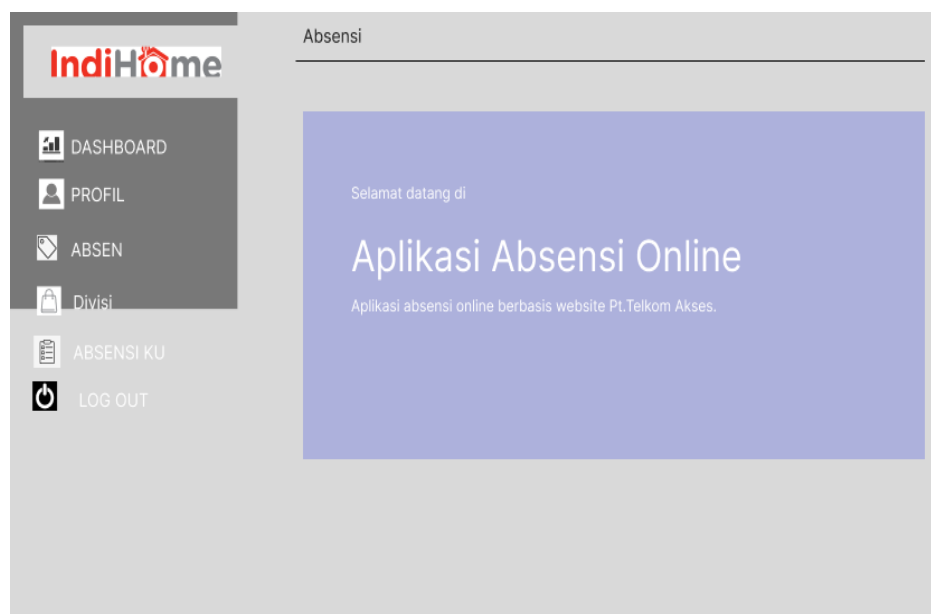 IndiHome
DASHBOARD
PROFIL
ABSEN
Divisi
ABSENSI KU
LOG OUT
Absensi
Selamat datang di
Aplikasi Absensi Online
Aplikasi absensi online berbasis website Pt.Telkom Akses.